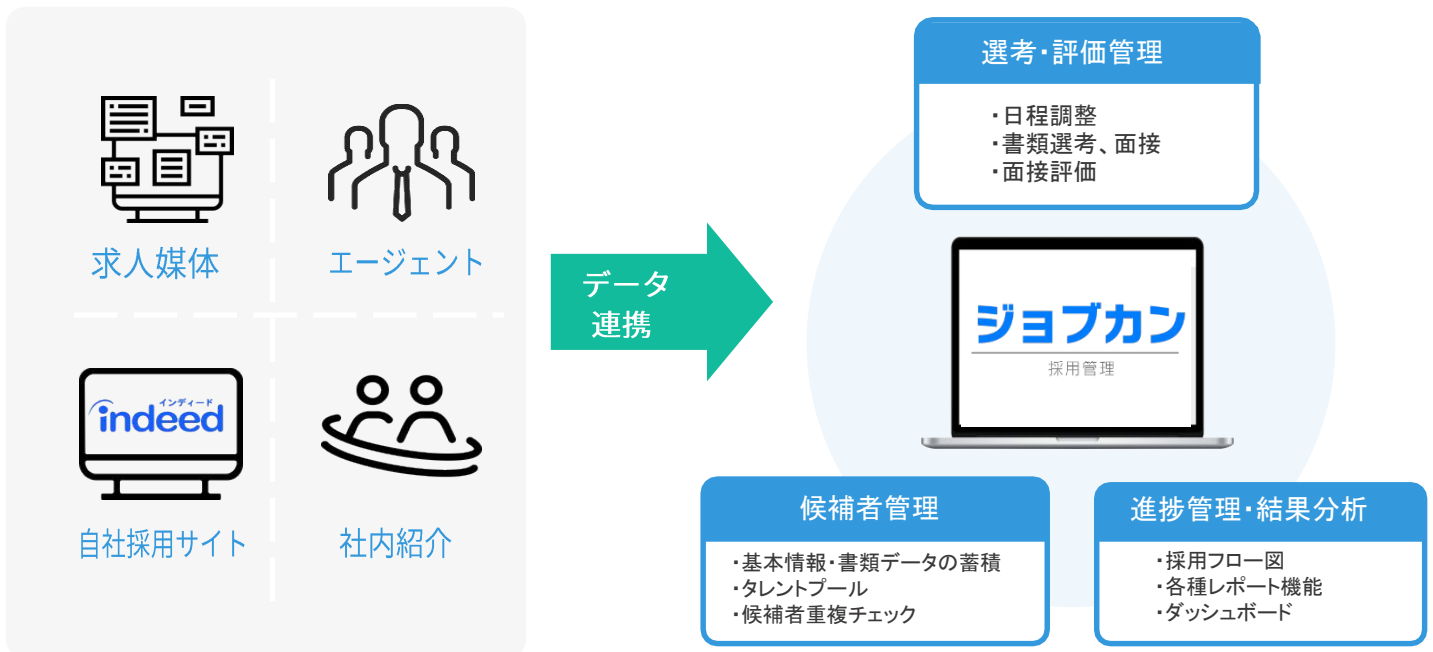 求人媒体
エージェント
インディード
indeed
自社採用サイト
社内紹介
データ
連携
選考・評価管理
・日程調整
・書類選考、面接
・面接評価
ジョブカン
採用管理
候補者管理
・基本情報・書類データの蓄積
・タレントプール
・候補者重複チェック
進捗管理・結果分析
・採用フロー図
・各種レポート機能
・ダッシュボード